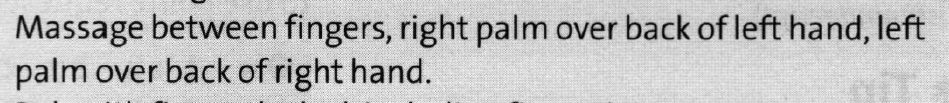 Massage between fingers, right palm over back of left hand, left
palm over back of right hand.